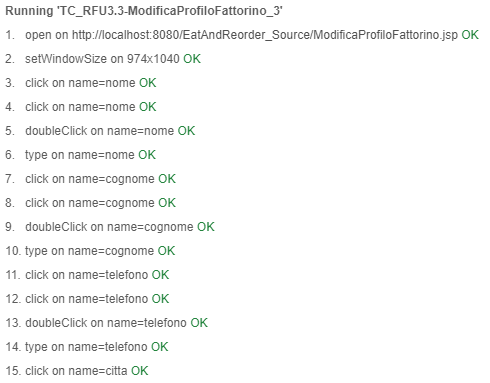 Running 'TC_RFU3.3-ModificaProfiloFattorino_3'
1. open on http://localhost:8080/EatAndReorder_Source/ModificaProfiloFattorino.jsp OK
2. setWindowSize on 974x1040 OK
3. click on name=nome OK
4. click on name=nome OK
5. doubleClick on name=nome OK
6. type on name=nome OK
7. click on name=cognome OK
8. click on name=cognome OK
9. doubleClick on name=cognome OK
10. type on name=cognome OK
11. click on name=telefono OK
12. click on name=telefono OK
13. doubleClick on name=telefono OK
14. type on name=telefono OK
15. click on name=citta OK